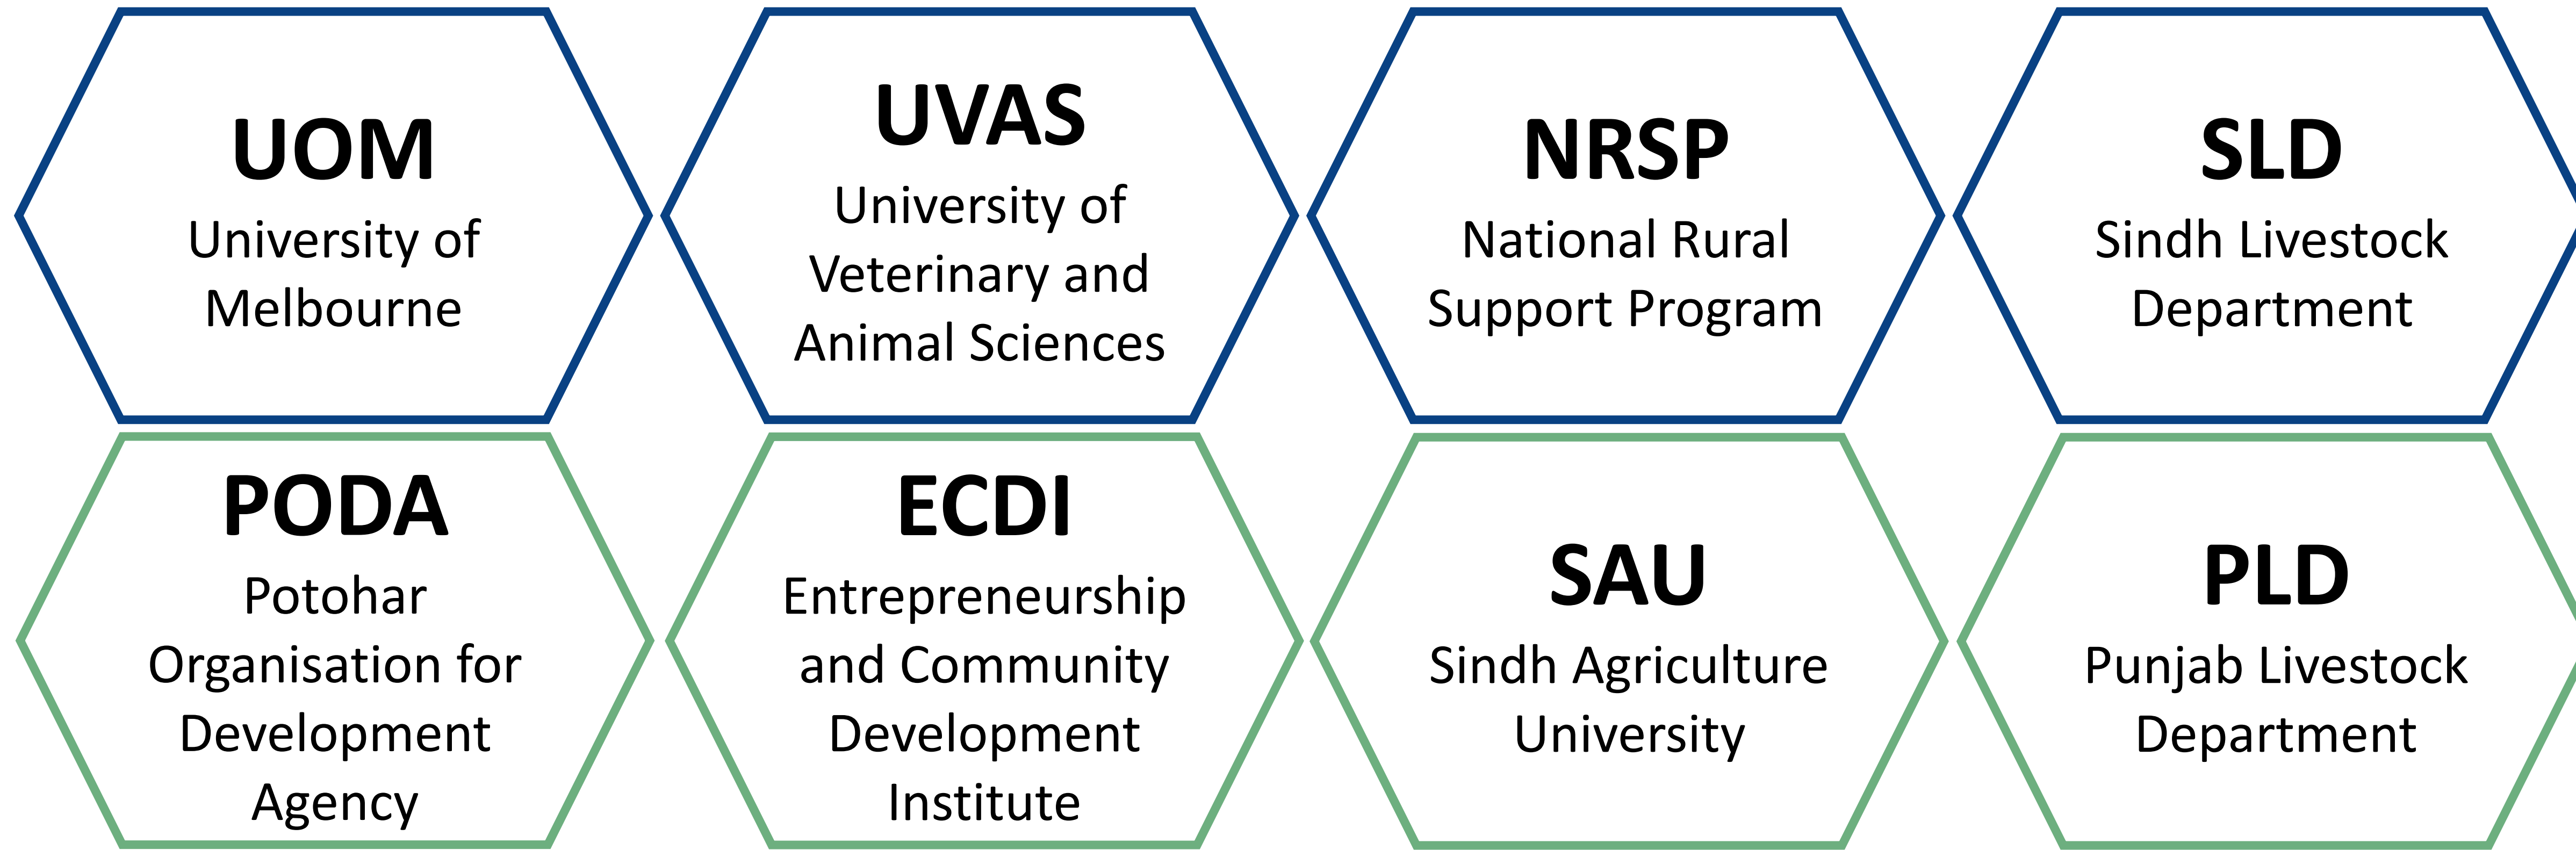 UOM
University of
Melbourne
UVAS
University of
Veterinary and
Animal Sciences
NRSP
National Rural
Support Program
SLD
Sindh Livestock
Department
PODA
Potohar
Organisation for
Development
Agency
ECDI
Entrepreneurship
and Community
Development
Institute
SAU
Sindh Agriculture
University
PLD
Punjab Livestock
Department